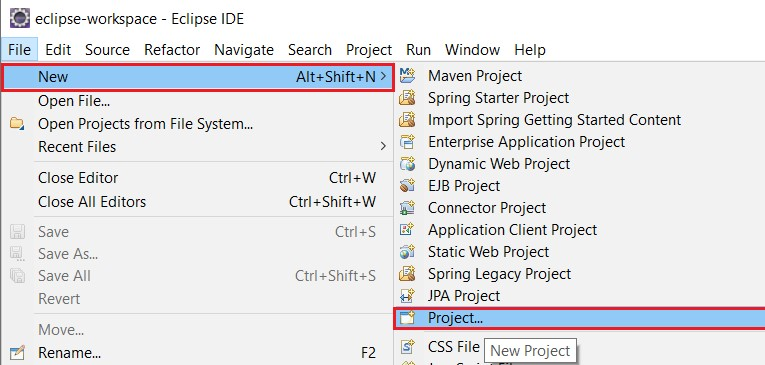 eclipse-workspace - Eclipse IDE
File Edit Source Refactor Navigate Search Project Run Window Help
New Alt+Shift+N >
Open File...
Open Projects from File System...
Recent Files >
Close Editor Ctrl+W
Close All Editors Ctrl+Shift+W
Save Ctrl+S
Save As...
Save All Ctrl+Shift+S
Revert
Move...
Rename... F2
Maven Project
Spring Starter Project
Import Spring Getting Started Content
Enterprise Application Project
Dynamic Web Project
EJB Project
Connector Project
Application Client Project
Static Web Project
Spring Legacy Project
JPA Project
Project...
CSS File
New Project